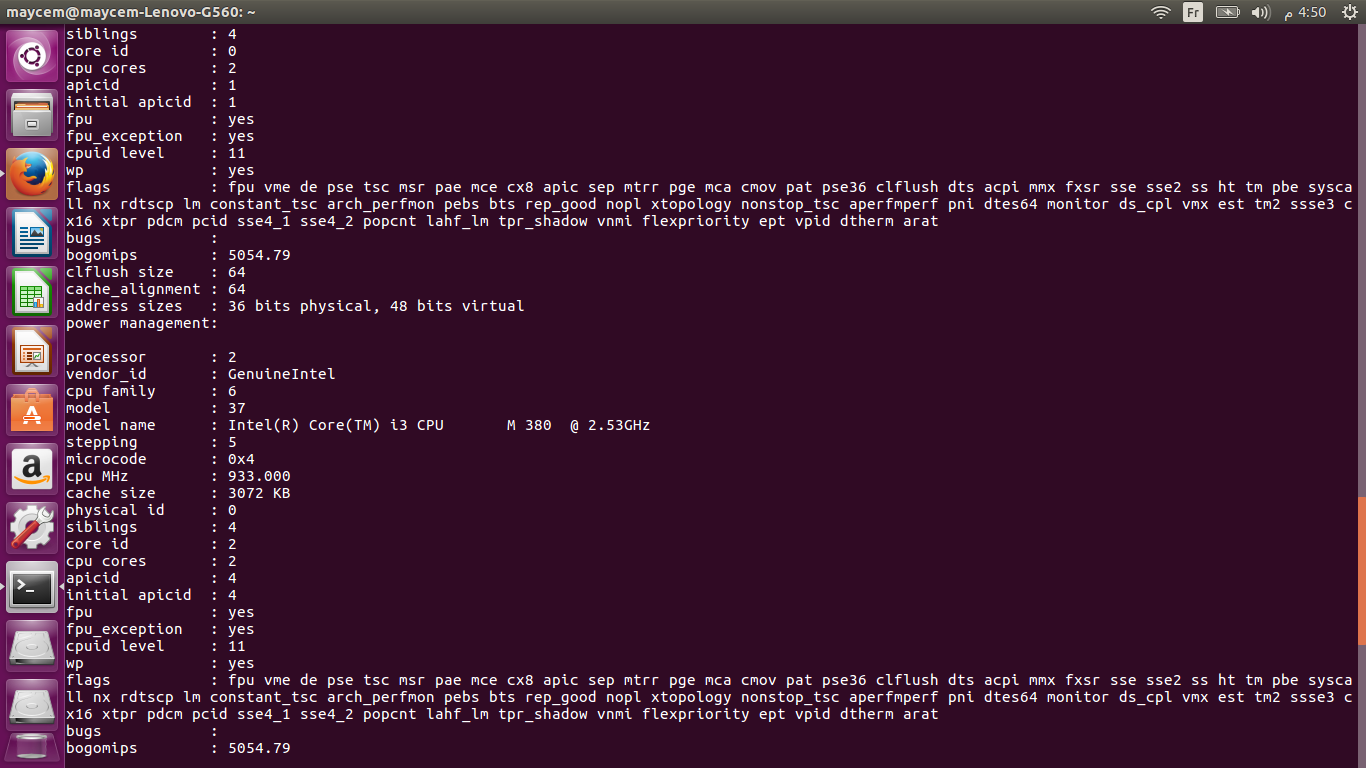 maycem@maycem-Lenovo-G560: ~ Fr م 4:50
siblings : 4
core id : 0
cpu cores : 2
apicid : 1
initial apicid : 1
fpu : yes
fpu_exception : yes
cpuid level : 11
wp : yes
flags : fpu vme de pse tsc msr pae mce cx8 apic sep mtrr pge mca cmov pat pse36 clflush dts acpi mmx fxsr sse sse2 ss ht tm pbe sysca
ll nx rdtscp lm constant_tsc arch_perfmon pebs bts rep_good nopl xtopology nonstop_tsc aperfmperf pni dtes64 monitor ds_cpl vmx est tm2 ssse3 c
x16 xtpr pdcm pcid sse4_1 sse4_2 popcnt lahf_lm tpr_shadow vnmi flexpriority ept vpid dtherm arat
bugs :
bogomips : 5054.79
clflush size : 64
cache_alignment : 64
address sizes : 36 bits physical, 48 bits virtual
power management:
processor : 2
vendor_id : GenuineIntel
cpu family : 6
model : 37
model name : Intel(R) Core(TM) i3 CPU M 380 @ 2.53GHz
stepping : 5
microcode : 0x4
cpu MHz : 933.000
cache size : 3072 KB
physical id : 0
siblings : 4
core id : 2
cpu cores : 2
apicid : 4
initial apicid : 4
fpu : yes
fpu_exception : yes
cpuid level : 11
wp : yes
flags : fpu vme de pse tsc msr pae mce cx8 apic sep mtrr pge mca cmov pat pse36 clflush dts acpi mmx fxsr sse sse2 ss ht tm pbe sysca
ll nx rdtscp lm constant_tsc arch_perfmon pebs bts rep_good nopl xtopology nonstop_tsc aperfmperf pni dtes64 monitor ds_cpl vmx est tm2 ssse3 c
x16 xtpr pdcm pcid sse4_1 sse4_2 popcnt lahf_lm tpr_shadow vnmi flexpriority ept vpid dtherm arat
bugs :
bogomips : 5054.79